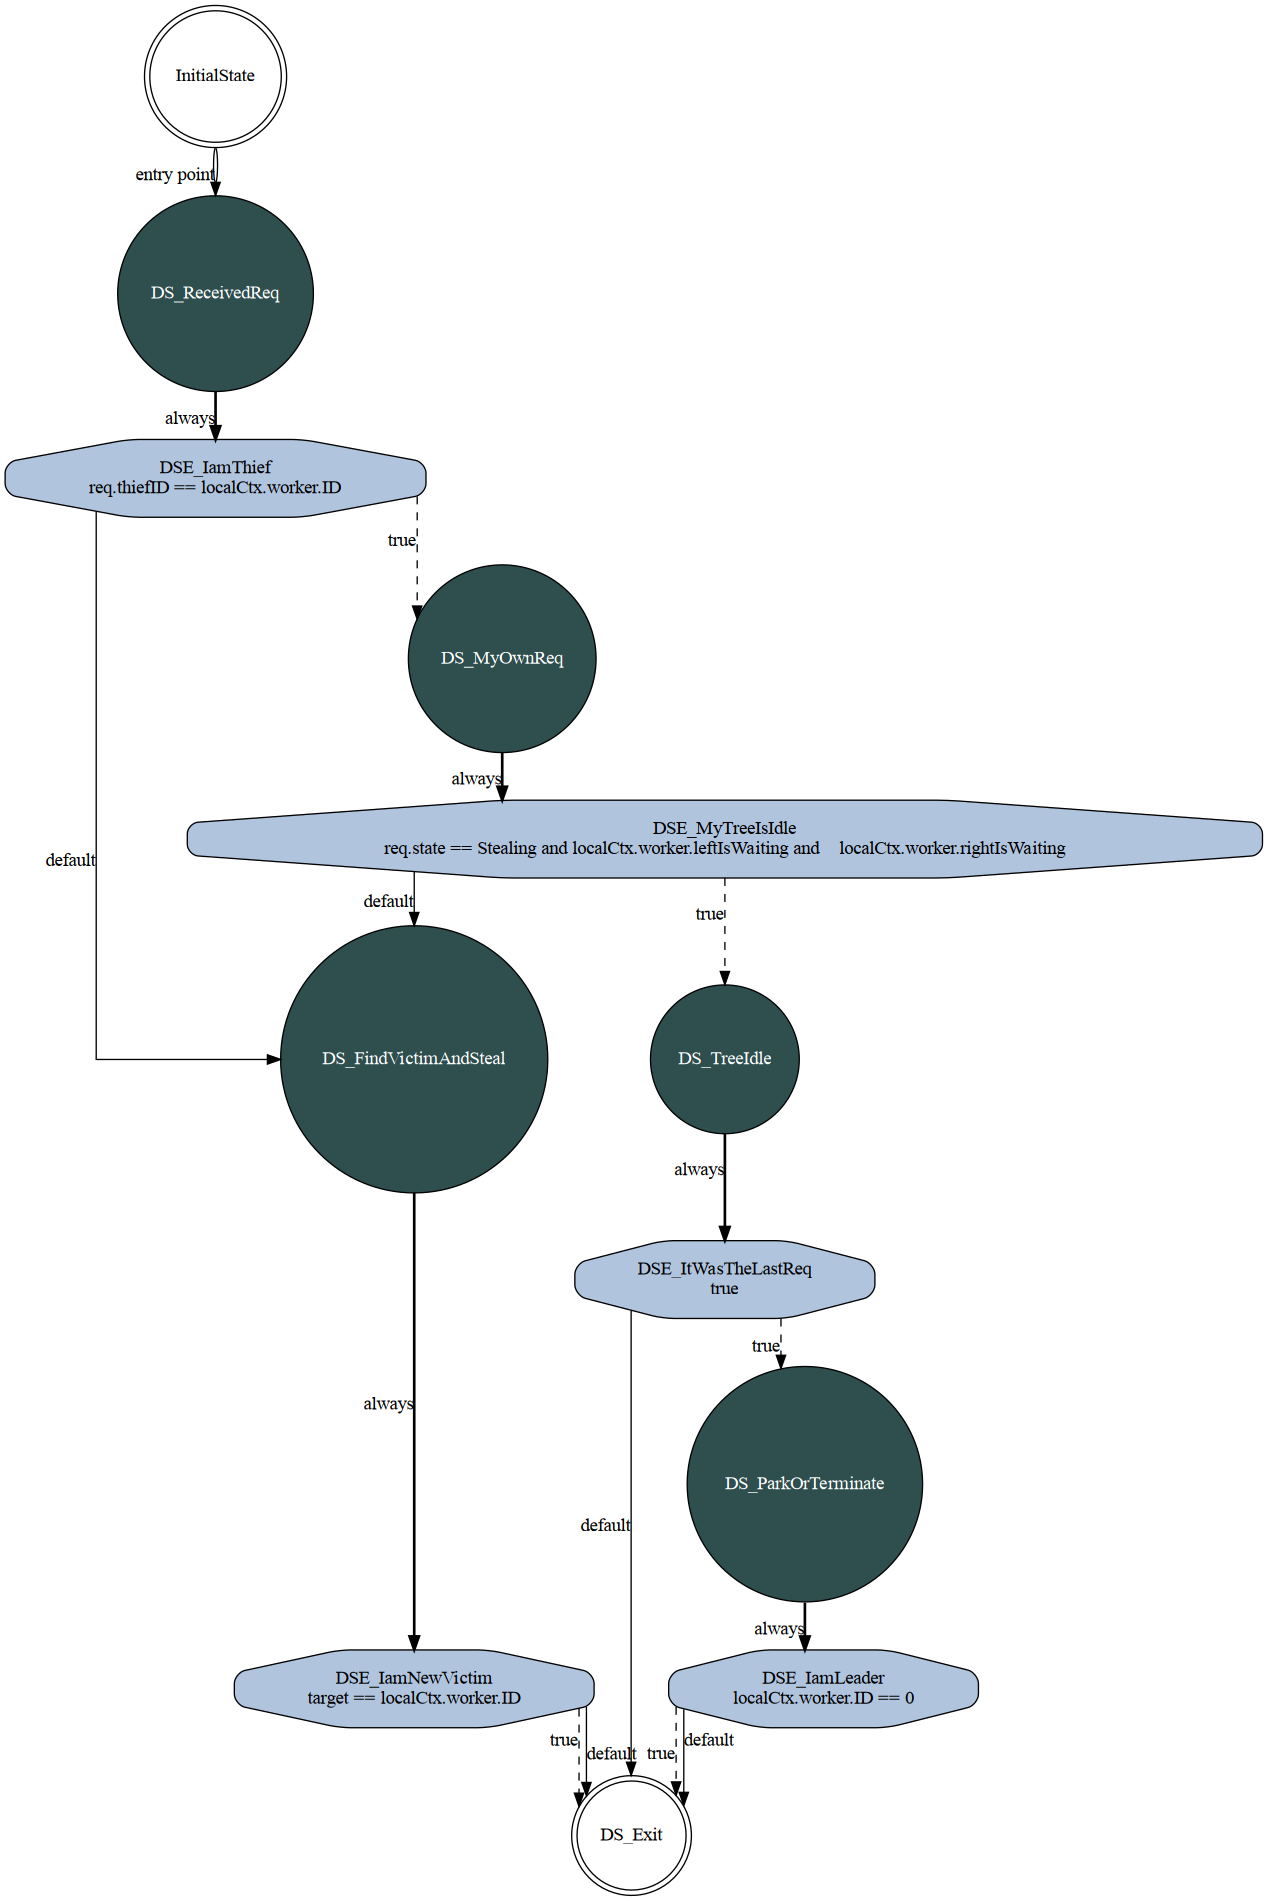 InitialState
entry point
DS_ReceivedReq
always
DSE_IamThief
req.thiefID == localCtx.worker.ID
true
DS_MyOwnReq
always
DSE_MyTreeIsIdle
req.state == Stealing and localCtx.worker.leftIsWaiting and    localCtx.worker.rightIsWaiting
default
default
true
DS_FindVictimAndSteal
DS_TreeIdle
always
DSE_ItWasTheLastReq
true
true
always
DS_ParkOrTerminate
default
always
DSE_IamNewVictim
target == localCtx.worker.ID
DSE_IamLeader
localCtx.worker.ID == 0
true
default
true
default
DS_Exit